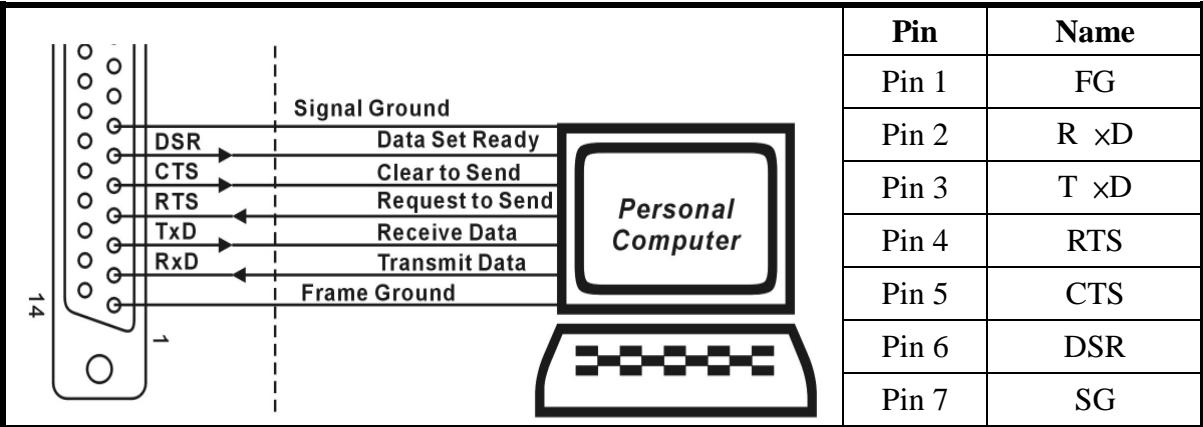 Signal Ground
DSR Data Set Ready
CTS Clear to Send
RTS Request to Send
TxD Receive Data
RxD Transmit Data
Frame Ground
14
1
Personal
Computer
Pin Name
Pin 1 FG
Pin 2 R ×D
Pin 3 T ×D
Pin 4 RTS
Pin 5 CTS
Pin 6 DSR
Pin 7 SG